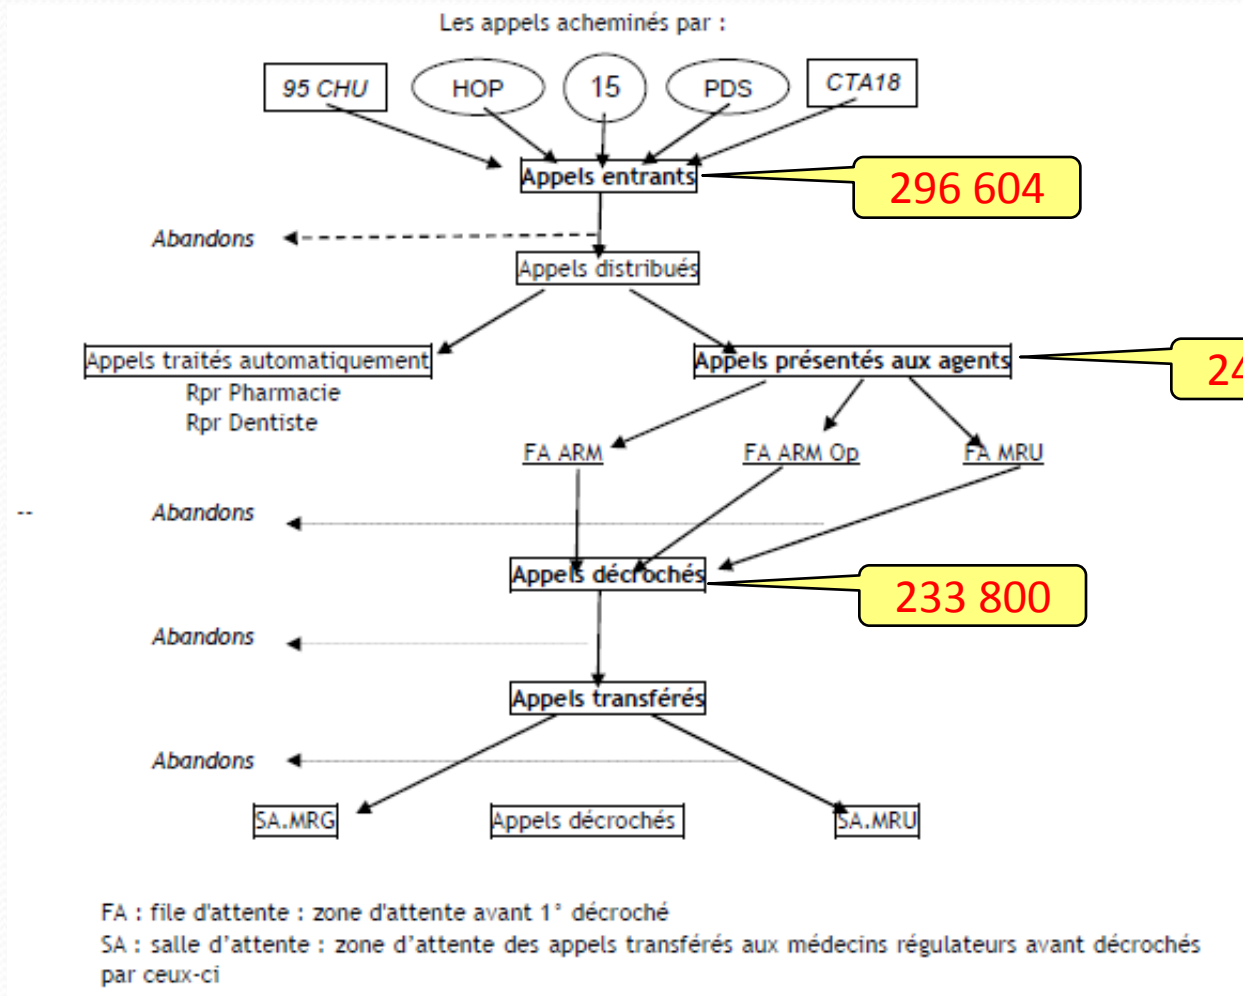 Les appels acheminés par :
95 CHU
HOP
15
PDS
CTA18
Appels entrants
296 604
Abandons
Appels distribués
Appels traités automatiquement
Rpr Pharmacie
Rpr Dentiste
Appels présentés aux agents
24
FA ARM
FA ARM Op
FA MRU
--
Abandons
Appels décrochés
233 800
Abandons
Appels transférés
Abandons
SA.MRG
Appels décrochés
SA.MRU
FA : file d'attente : zone d'attente avant 1° décroché
SA : salle d’attente : zone d’attente des appels transférés aux médecins régulateurs avant décrochés
par ceux-ci